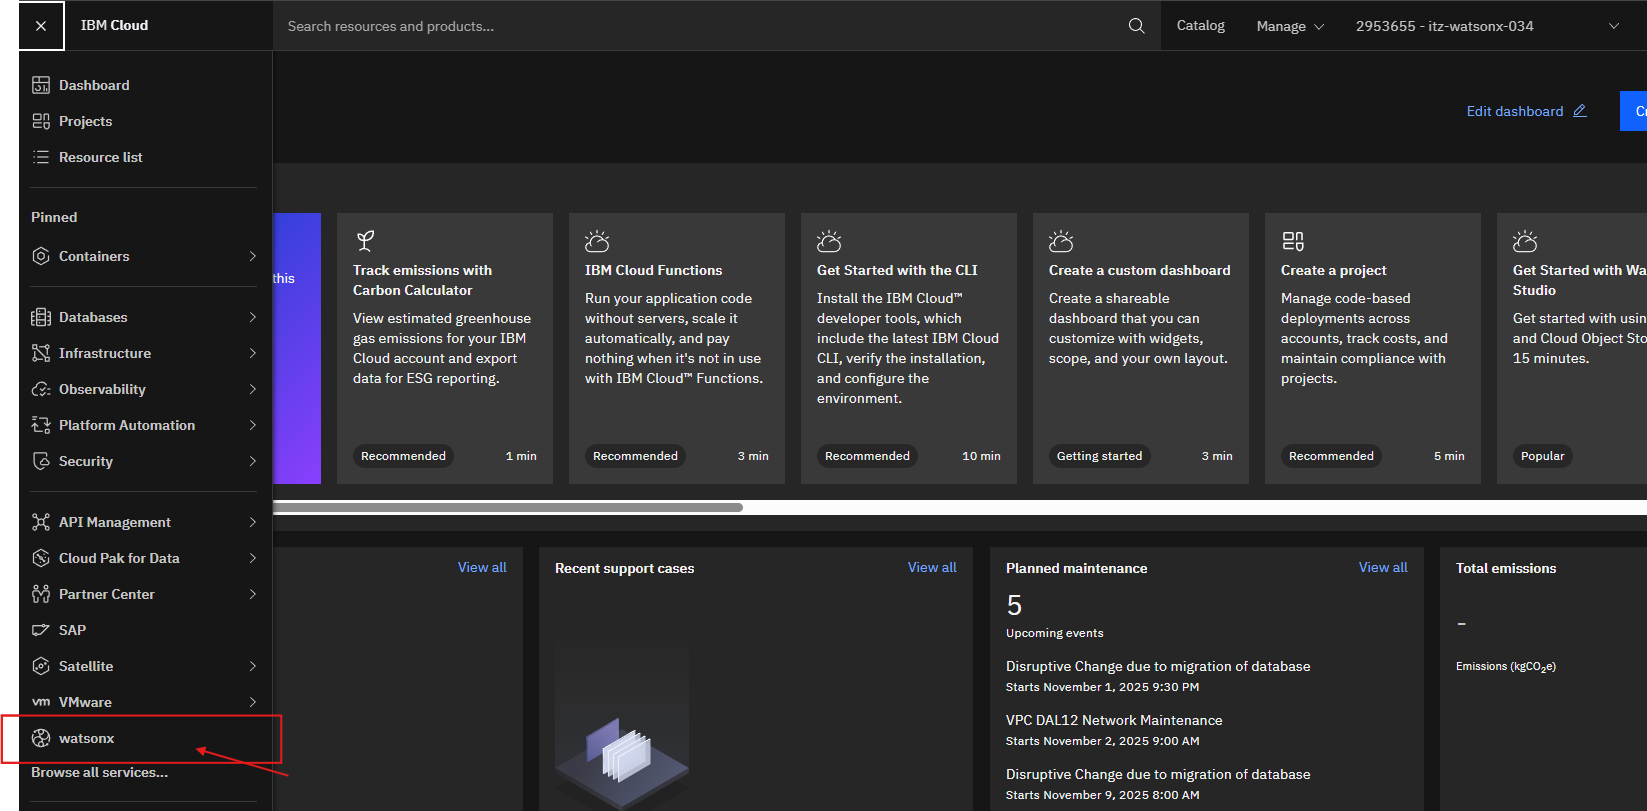 IBM Cloud
Search resources and products...
Catalog
Manage
2953655 - itz-watsonx-034
Dashboard
Projects
Resource list
Pinned
Containers
Databases
Infrastructure
Observability
Platform Automation
Security
API Management
Cloud Pak for Data
Partner Center
SAP
Satellite
vm VMware
watsonx
Browse all services...
Edit dashboard
this
Track emissions with
Carbon Calculator
View estimated greenhouse
gas emissions for your IBM
Cloud account and export
data for ESG reporting.
Recommended
1 min
IBM Cloud Functions
Run your application code
without servers, scale it
automatically, and pay
nothing when it's not in use
with IBM Cloud™ Functions.
Recommended
3 min
Get Started with the CLI
Install the IBM Cloud™
developer tools, which
include the latest IBM Cloud
CLI, verify the installation,
and configure the
environment.
Recommended
10 min
Create a custom dashboard
Create a shareable
dashboard that you can
customize with widgets,
scope, and your own layout.
Getting started
3 min
Create a project
Manage code-based
deployments across
accounts, track costs, and
maintain compliance with
projects.
Recommended
5 min
Get Started with
Studio
Get started with
and Cloud Object
15 minutes.
Popular
View all
Recent support cases
View all
Planned maintenance
View all
5
Upcoming events
Disruptive Change due to migration of database
Starts November 1, 2025 9:30 PM
VPC DAL12 Network Maintenance
Starts November 2, 2025 9:00 AM
Disruptive Change due to migration of database
Starts November 9, 2025 8:00 AM
Total emissions
–
Emissions (kgCO₂e)